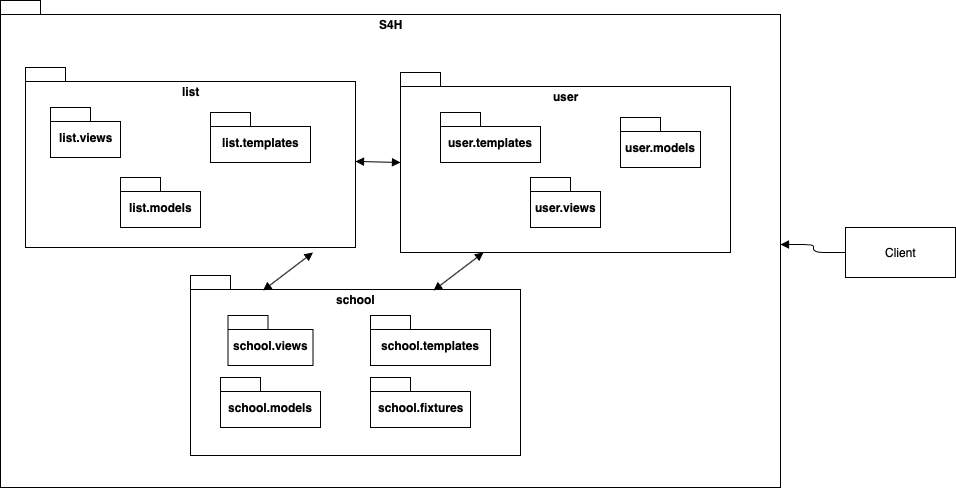 S4H
list
user
list.views
list.templates
list.models
user.templates
user.models
user.views
Client
school
school.views
school.templates
school.models
school.fixtures